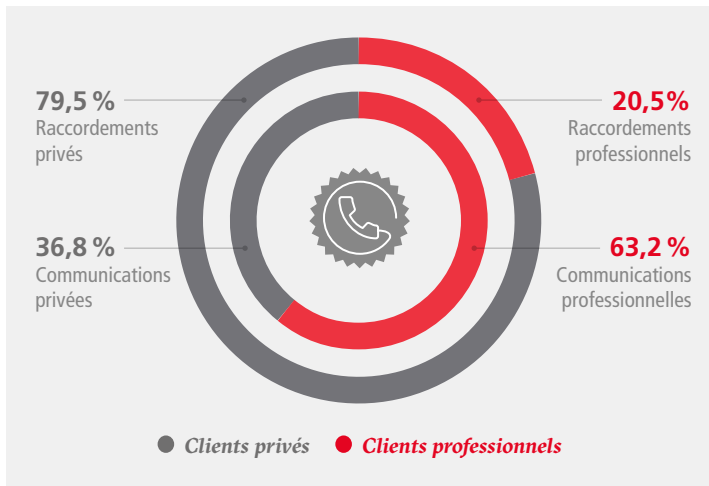 79,5 %
Raccordements
privés
20,5%
Raccordements
professionnels
36,8 %
Communications
privées
63,2 %
Communications
professionnelles
Clients privés
Clients professionnels